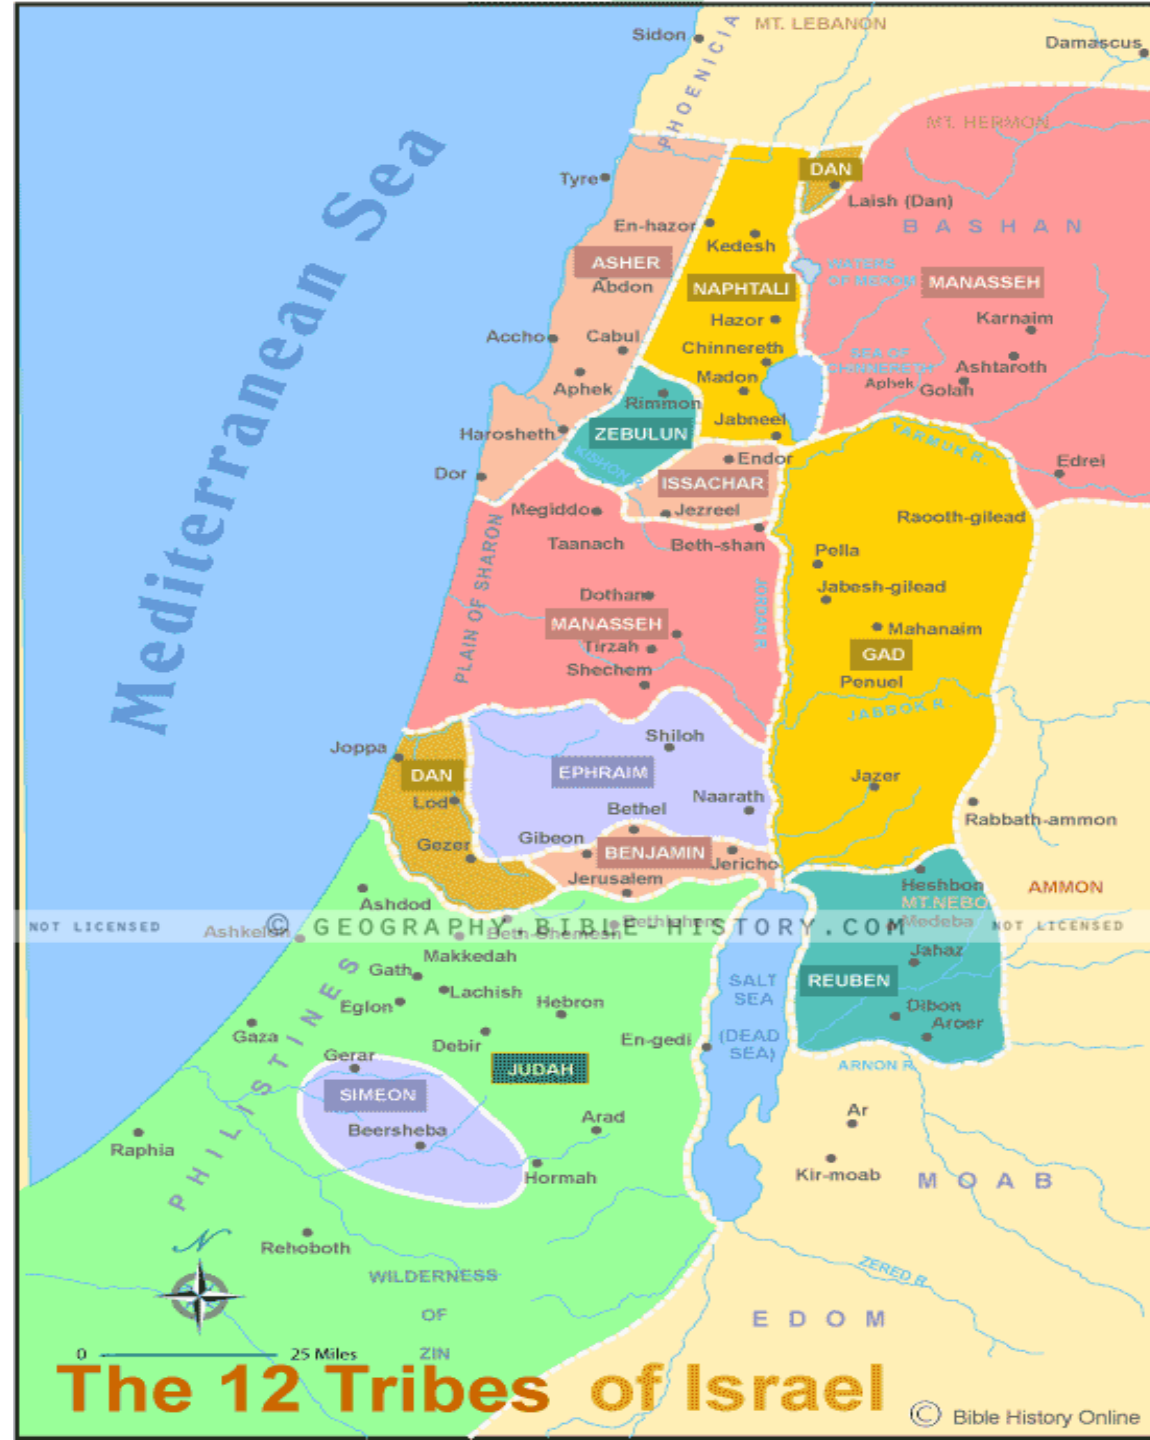 Sidon
MT. LEBANON
Damascus
PHOENICIA
MT. HERMON
DAN
Tyre
Laish (Dan)
En-hazor
BASHAN
Kedesh
ASHER
WATERS
OF MEROM
Abdon
NAPHTALI
MANASSEH
Hazor
Karnaim
Accho
Cabul
Chinnereth
SEA OF
CHINNERETH
Ashtaroth
Madon
Aphek
Golan
Aphek
Rimmon
Jabneel
Harosheth
ZEBULUN
YARMUK R.
KISHON R.
Endor
Edrei
Dor
ISSACHAR
Megiddo
Jezreel
Raooth-gilead
Taanach
Beth-shan
Pella
PLAIN OF SHARON
Mediterranean Sea
Dothan
JORDAN R.
Jabesh-gilead
MANASSEH
Mahanaim
Tirzah
GAD
Shechem
Penuel
JABBOK R.
Joppa
Shiloh
DAN
EPHRAIM
Jazer
Lod
Naarath
Bethel
Rabbath-ammon
Gibeon
Gezer
BENJAMIN
Jericho
Jerusalem
Heshbon
AMMON
Ashdod
MT. NEBO
NOT LICENSED
© GEOGRAPHY.BIBLE-HISTORY.COM
NOT LICENSED
Ashkelon
Beth-Shemesh
Bethlehem
Medeba
Makkedah
Jahaz
Gath
Lachish
SALT
SEA
REUBEN
Eglon
Hebron
Dibon
Aroer
Gaza
Debir
En-gedi
(DEAD
SEA)
Gerar
JUDAH
ARNON R.
SIMEON
PHILISTINES
Beersheba
Arad
Ar
Raphia
Hormah
Kir-moab
MOAB
N
Rehoboth
WILDERNESS
OF
ZIN
ZERED R.
EDOM
0 25 Miles
The 12 Tribes of Israel
© Bible History Online